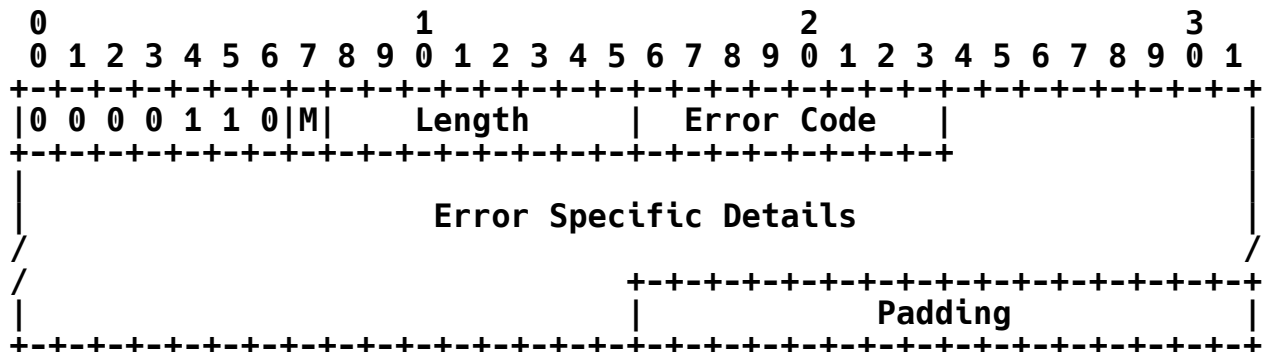 0                   1                   2                   3
 0 1 2 3 4 5 6 7 8 9 0 1 2 3 4 5 6 7 8 9 0 1 2 3 4 5 6 7 8 9 0 1
+-+-+-+-+-+-+-+-+-+-+-+-+-+-+-+-+-+-+-+-+-+-+-+-+-+-+-+-+-+-+-+-+
|0 0 0 0 1 1 0|M|    Length     |  Error Code   |               |
+-+-+-+-+-+-+-+-+-+-+-+-+-+-+-+-+-+-+-+-+-+-+-+-+               |
|                                                               |
|                     Error Specific Details                    |
/                                                               /
/                               +-+-+-+-+-+-+-+-+-+-+-+-+-+-+-+-+
|                               |            Padding            |
+-+-+-+-+-+-+-+-+-+-+-+-+-+-+-+-+-+-+-+-+-+-+-+-+-+-+-+-+-+-+-+-+